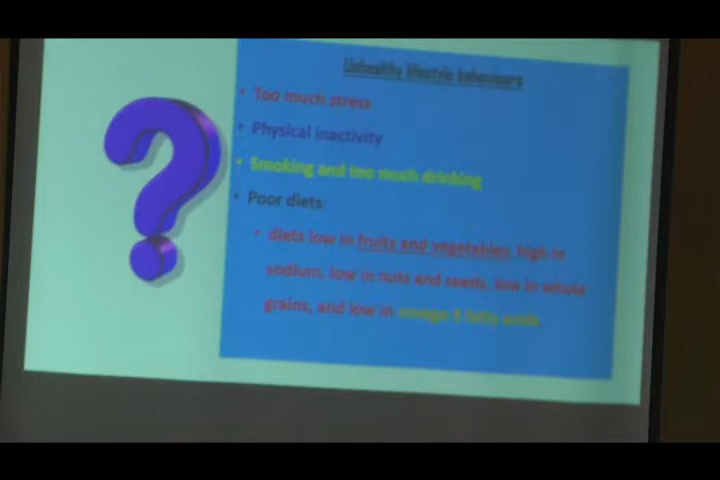 Unhealthy lifestyle behaviours
• Too much stress
• Physical inactivity
• Smoking and too much drinking
• Poor diets:
• diets low in fruits and vegetables, high in
sodium, low in nuts and seeds, low in whole
grains, and low in omega-3 fatty acids